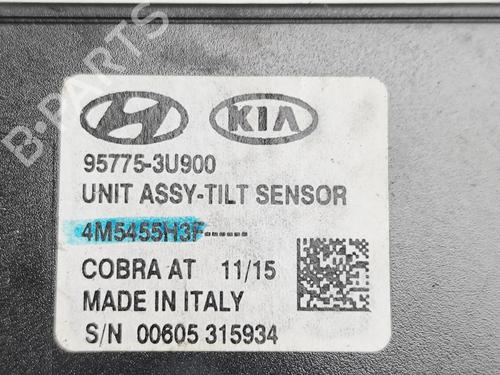 B-PARTS
KIA
95775-3U900
UNIT ASSY-TILT SENSOR
4M5455H3F------
COBRA AT 11/15
MADE IN ITALY
S/N 00605 315934